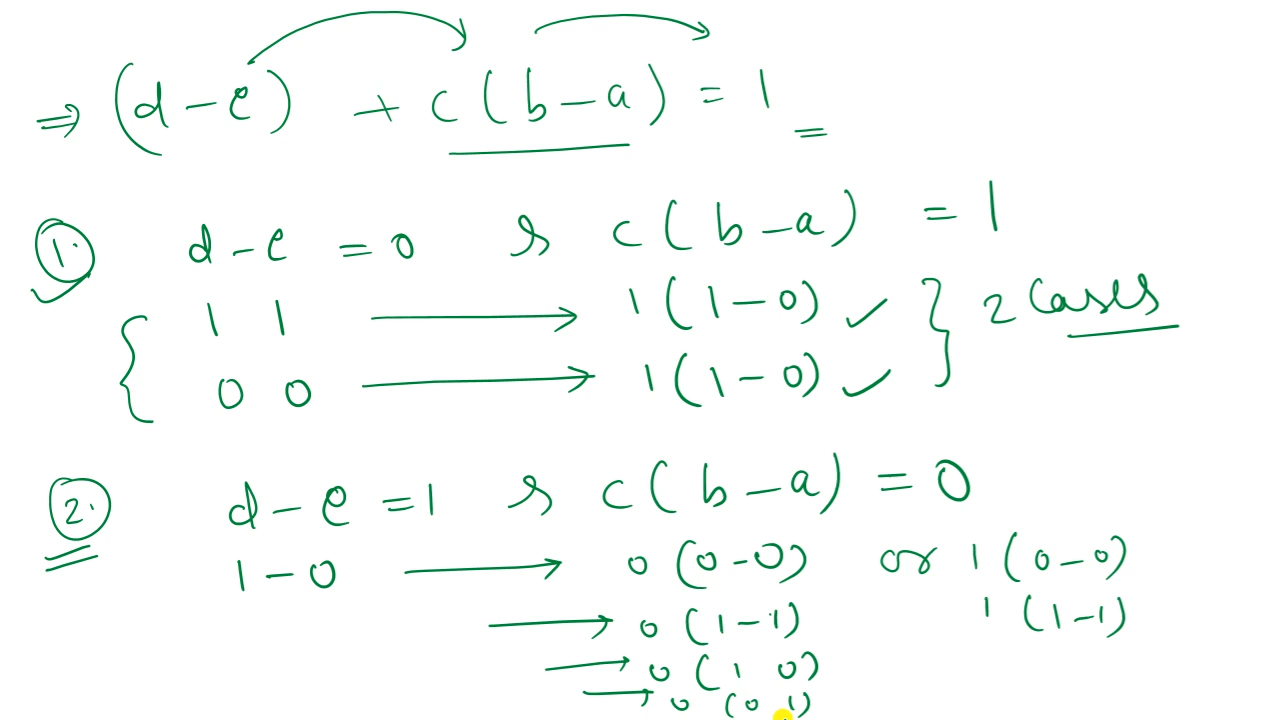 ⇒ (d - e) + c(b - a) = 1
1. d - e = 0 & c(b - a) = 1
1 1 → 1(1 - 0) ✓
2 Cases
0 0 → 1(1 - 0) ✓
2. d - e = 1 & c(b - a) = 0
1 - 0 → 0(0 - 0) or 1(0 - 0)
→ 0(1 - 1) 1(1 - 1)
→ 0(1 0)
→ 0(0 1)